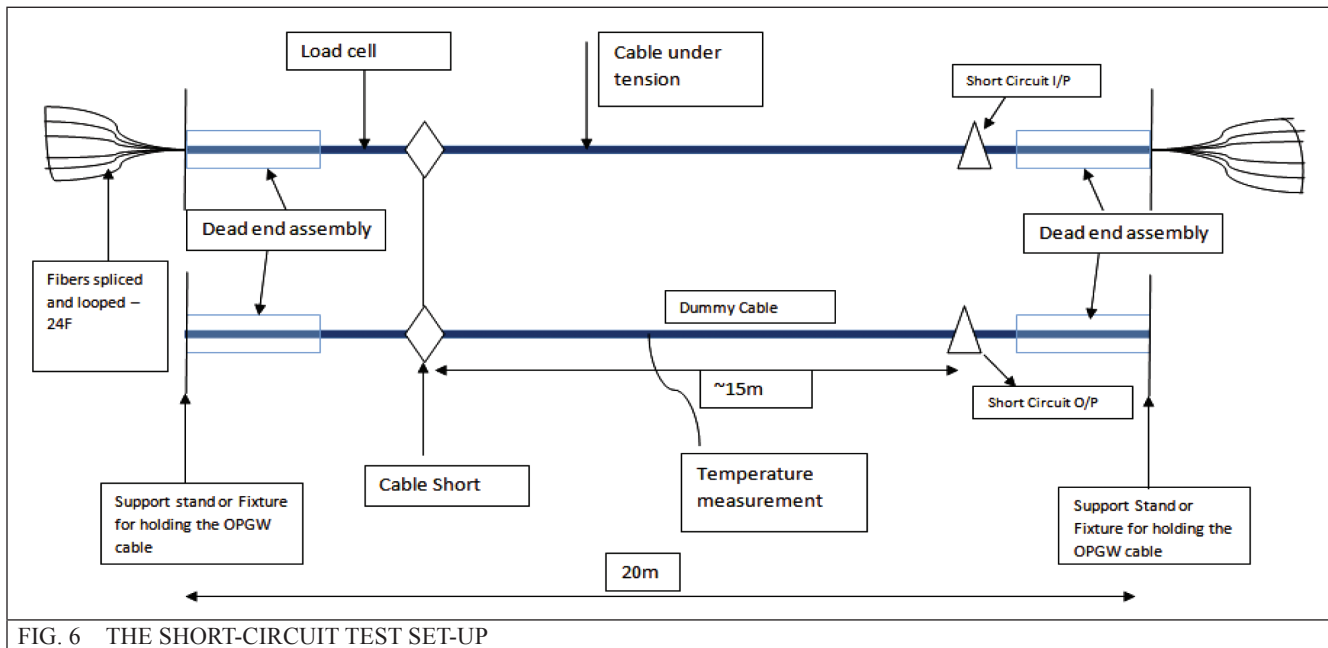 Load cell
Cable under
tension
Short Circuit I/P
Dead end assembly
Dead end assembly
Fibers spliced
and looped –
24F
Dummy Cable
~15m
Short Circuit O/P
Cable Short
Temperature
measurement
Support stand or Fixture
for holding the OPGW
cable
Support Stand or
Fixture for holding the
OPGW cable
20m
FIG. 6 THE SHORT-CIRCUIT TEST SET-UP